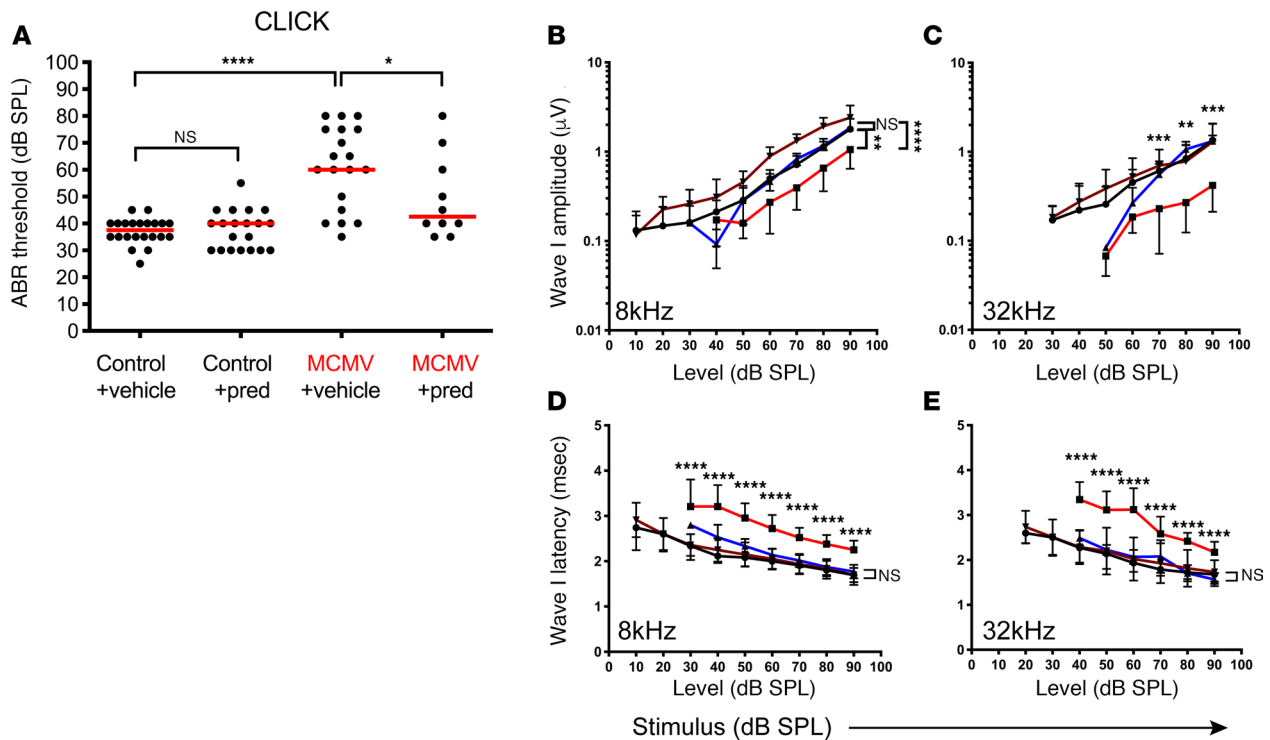 CLICK
A
ABR threshold (dB SPL)
100
90
80
70
60
50
40
30
20
10
0
****
*
NS
Control
+vehicle
Control
+pred
MCMV
+vehicle
MCMV
+pred
B
Wave I amplitude (µV)
10
1
0.1
0.01
NS
**
****
8kHz
0 10 20 30 40 50 60 70 80 90 100
Level (dB SPL)
C
10
1
0.1
0.01
***
**
***
32kHz
0 10 20 30 40 50 60 70 80 90 100
Level (dB SPL)
D
Wave I latency (msec)
5
4
3
2
1
0
**** **** **** **** **** **** ****
NS
8kHz
0 10 20 30 40 50 60 70 80 90 100
Level (dB SPL)
E
5
4
3
2
1
0
**** **** **** **** **** ****
NS
32kHz
0 10 20 30 40 50 60 70 80 90 100
Level (dB SPL)
Stimulus (dB SPL)